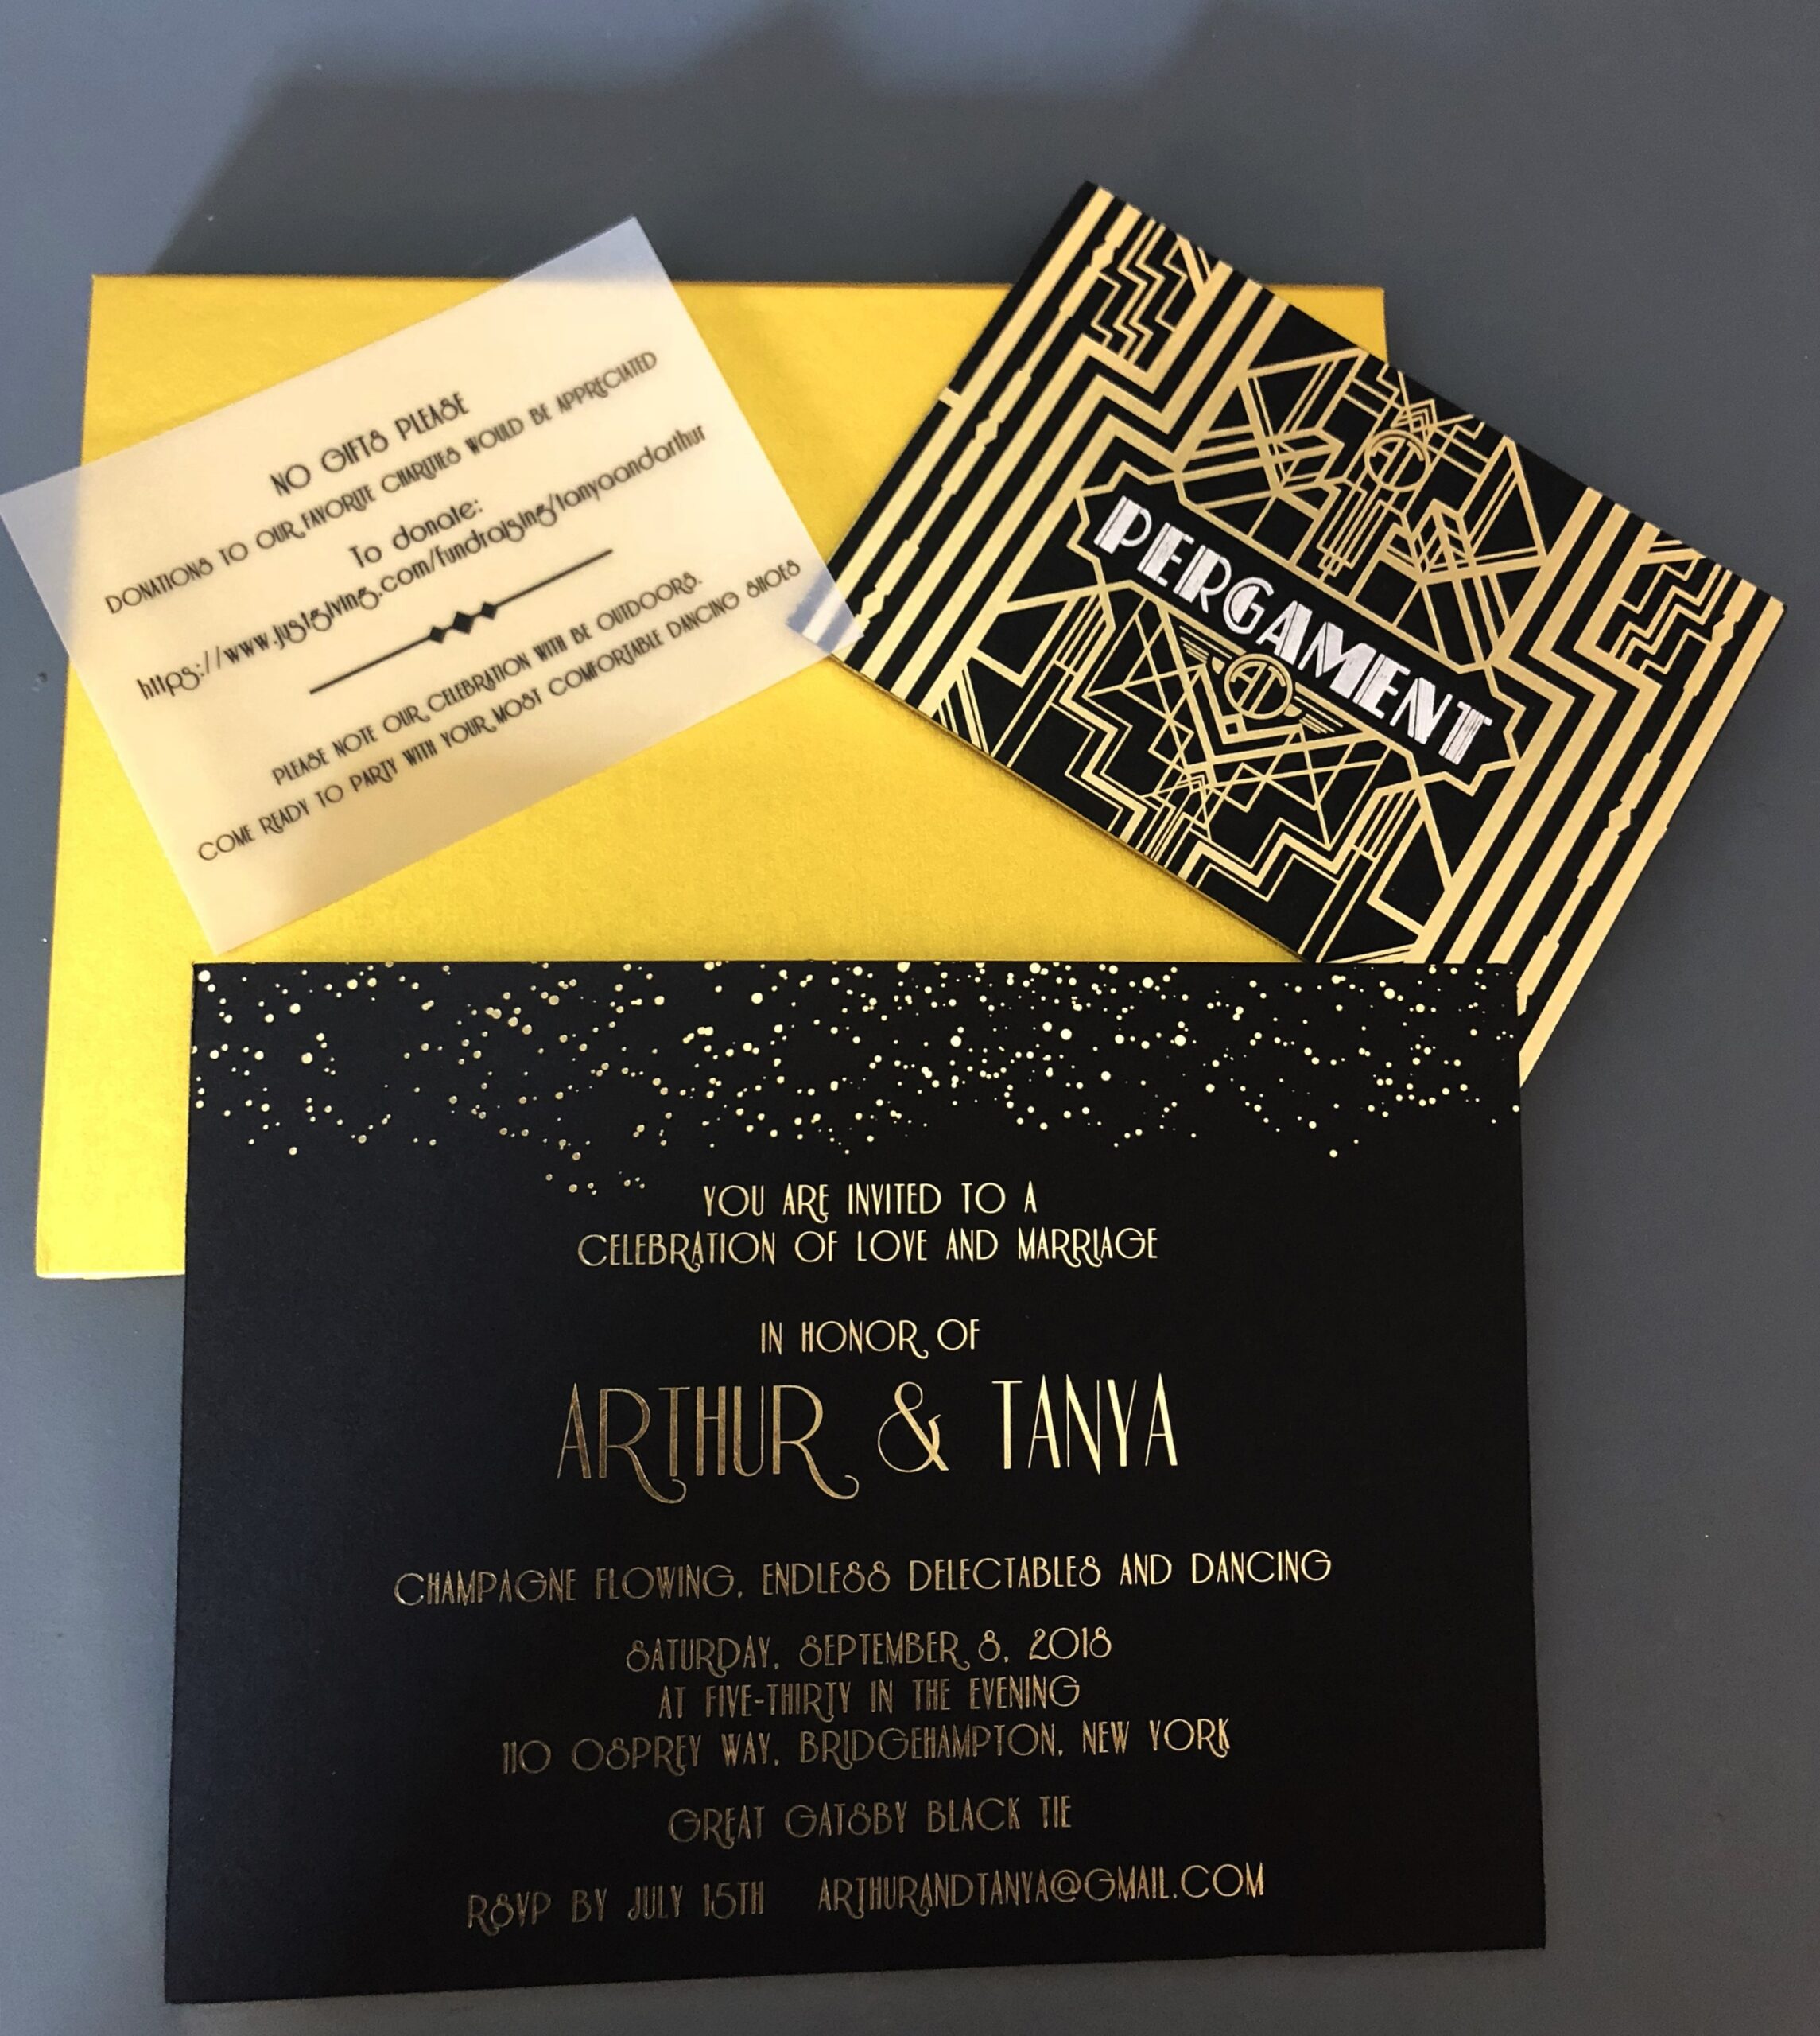 NO GIFTS PLEASE
DONATIONS TO OUR FAVORITE CHARITIES WOULD BE APPRECIATED
To donate:
https://www.justgiving.com/fundraising/tanyaandarthur
PLEASE NOTE OUR CELEBRATION WITH BE OUTDOORS.
COME READY TO PARTY WITH YOUR MOST COMFORTABLE DANCING SHOES
AT
PERGAMENT
AT
YOU ARE INVITED TO A
CELEBRATION OF LOVE AND MARRIAGE
IN HONOR OF
ARTHUR & TANYA
CHAMPAGNE FLOWING, ENDLESS DELECTABLES AND DANCING
SATURDAY, SEPTEMBER 8, 2018
AT FIVE-THIRTY IN THE EVENING
110 OSPREY WAY, BRIDGEHAMPTON, NEW YORK
GREAT GATSBY BLACK TIE
RSVP BY JULY 15TH ARTHURANDTANYA@GMAIL.COM